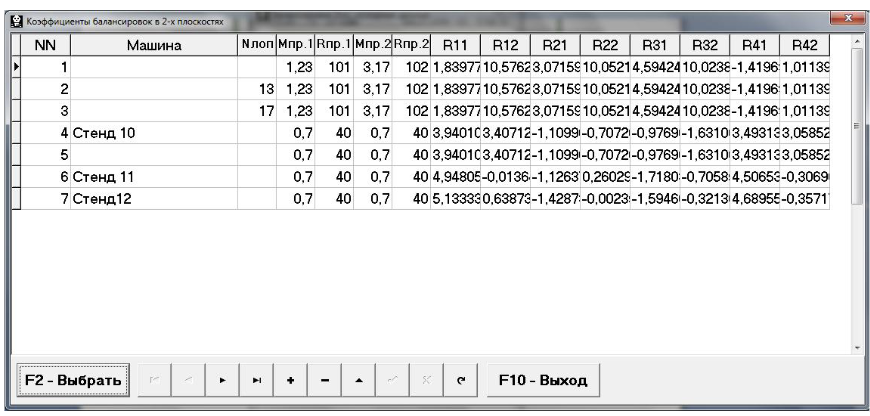 Коэффициенты балансировок в 2-х плоскостях
NN Машина Nлоп Mпр.1 Rпр.1 Mпр.2 Rпр.2 R11 R12 R21 R22 R31 R32 R41 R42
1 1,23 101 3,17 102 1,83977 10,5762 3,07159 10,0521 4,59424 10,0238 -1,4196 1,01139
2 13 1,23 101 3,17 102 1,83977 10,5762 3,07159 10,0521 4,59424 10,0238 -1,4196 1,01139
3 17 1,23 101 3,17 102 1,83977 10,5762 3,07159 10,0521 4,59424 10,0238 -1,4196 1,01139
4 Стенд 10 0,7 40 0,7 40 3,94010 3,40712 -1,1099 -0,7072 -0,9769 -1,6310 3,49313 3,05852
5 0,7 40 0,7 40 3,94010 3,40712 -1,1099 -0,7072 -0,9769 -1,6310 3,49313 3,05852
6 Стенд 11 0,7 40 0,7 40 4,94805 -0,0136 -1,1263 0,26029 -1,7180 -0,7058 4,50653 -0,3069
7 Стенд12 0,7 40 0,7 40 5,13333 0,63873 -1,4287 -0,0023 -1,5946 -0,3213 4,68955 -0,3571
F2 - Выбрать F10 - Выход